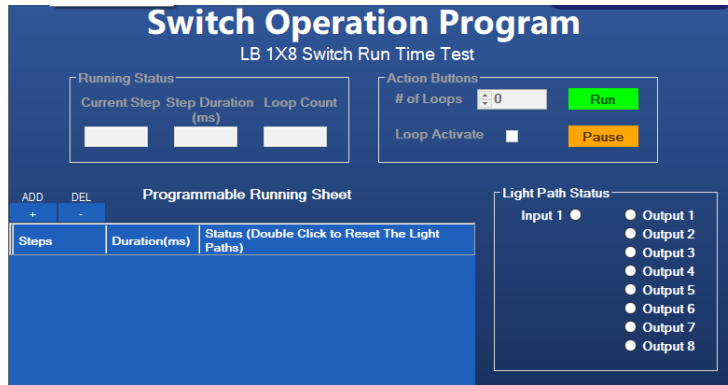 Switch Operation Program
LB 1X8 Switch Run Time Test
Running Status
Current Step Step Duration Loop Count
(ms)
Action Buttons
# of Loops 0 Run
Loop Activate Pause
ADD DEL
+ -
Programmable Running Sheet
Steps Duration(ms) Status (Double Click to Reset The Light
Paths)
Light Path Status
Input 1 Output 1
Output 2
Output 3
Output 4
Output 5
Output 6
Output 7
Output 8